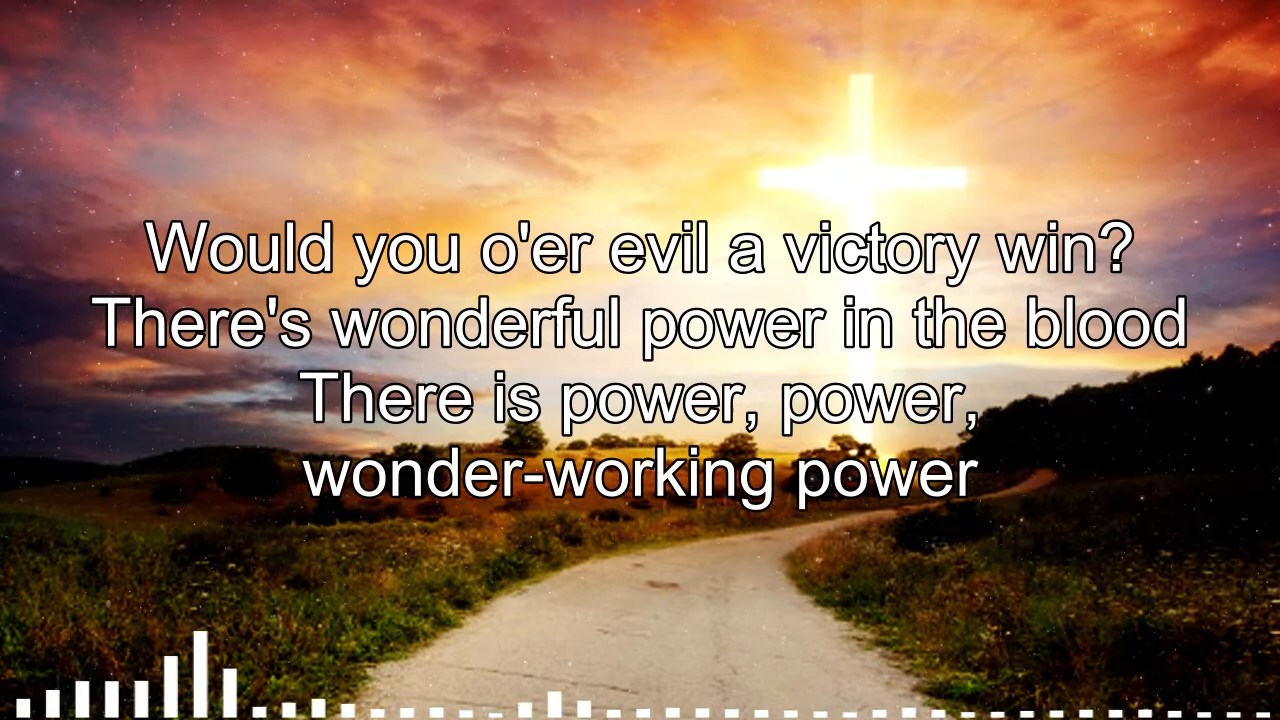 Would you o'er evil a victory win?
There's wonderful power in the blood
There is power, power,
wonder-working power